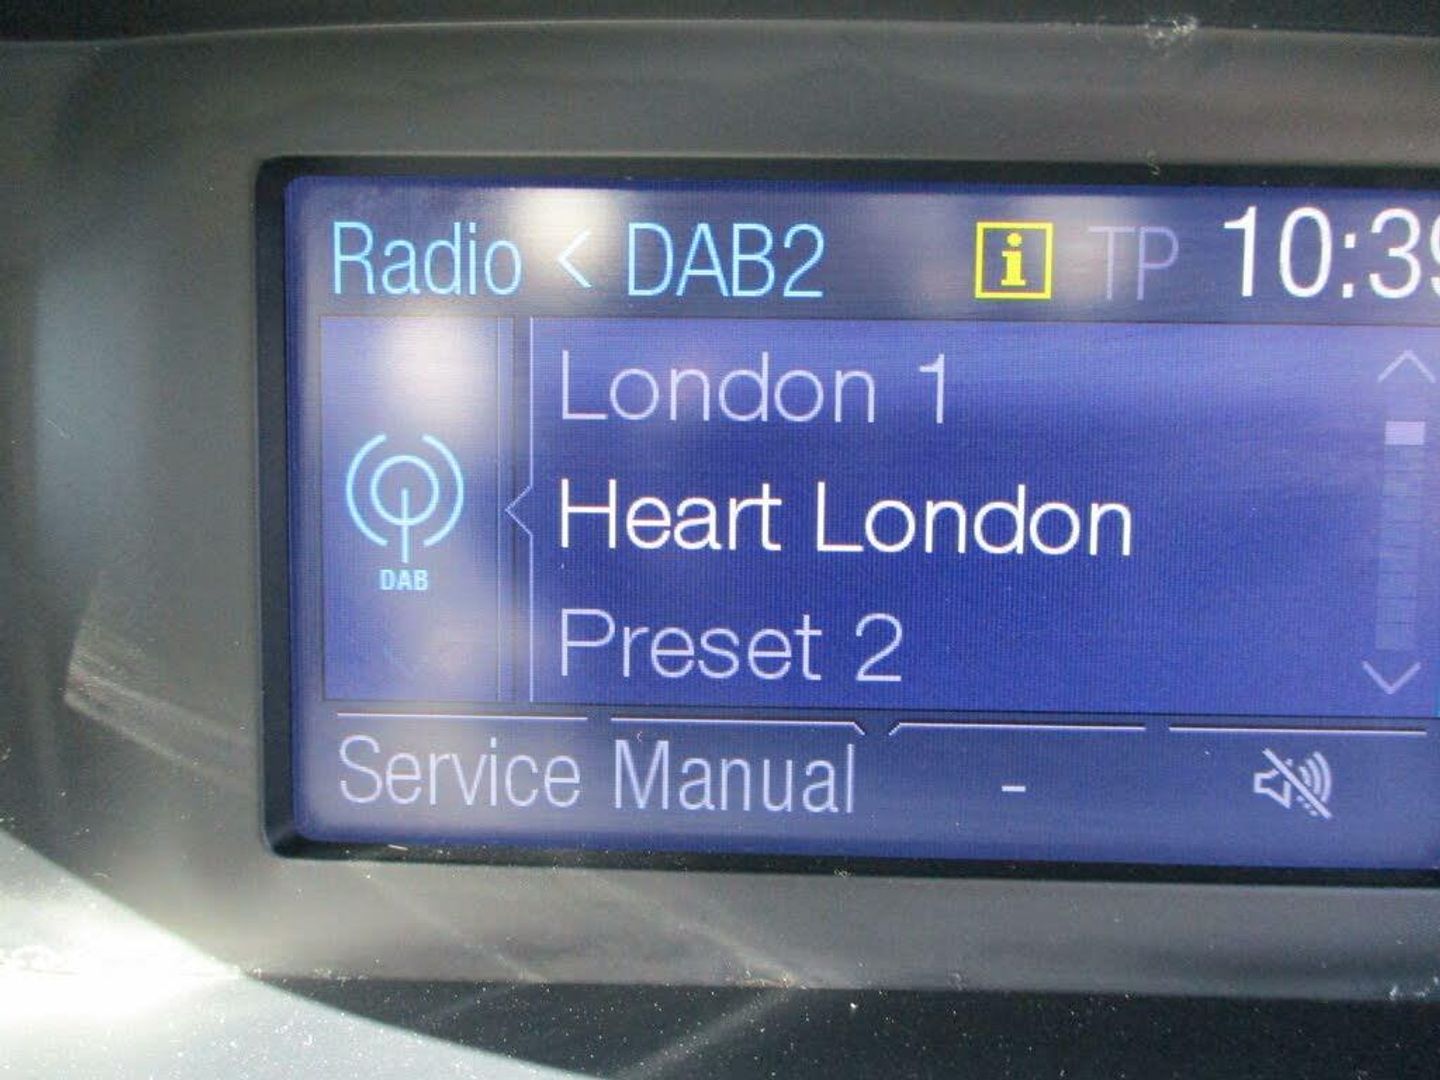 Radio < DAB2 i TP 10:39
London 1
Heart London
DAB
Preset 2
Service Manual -